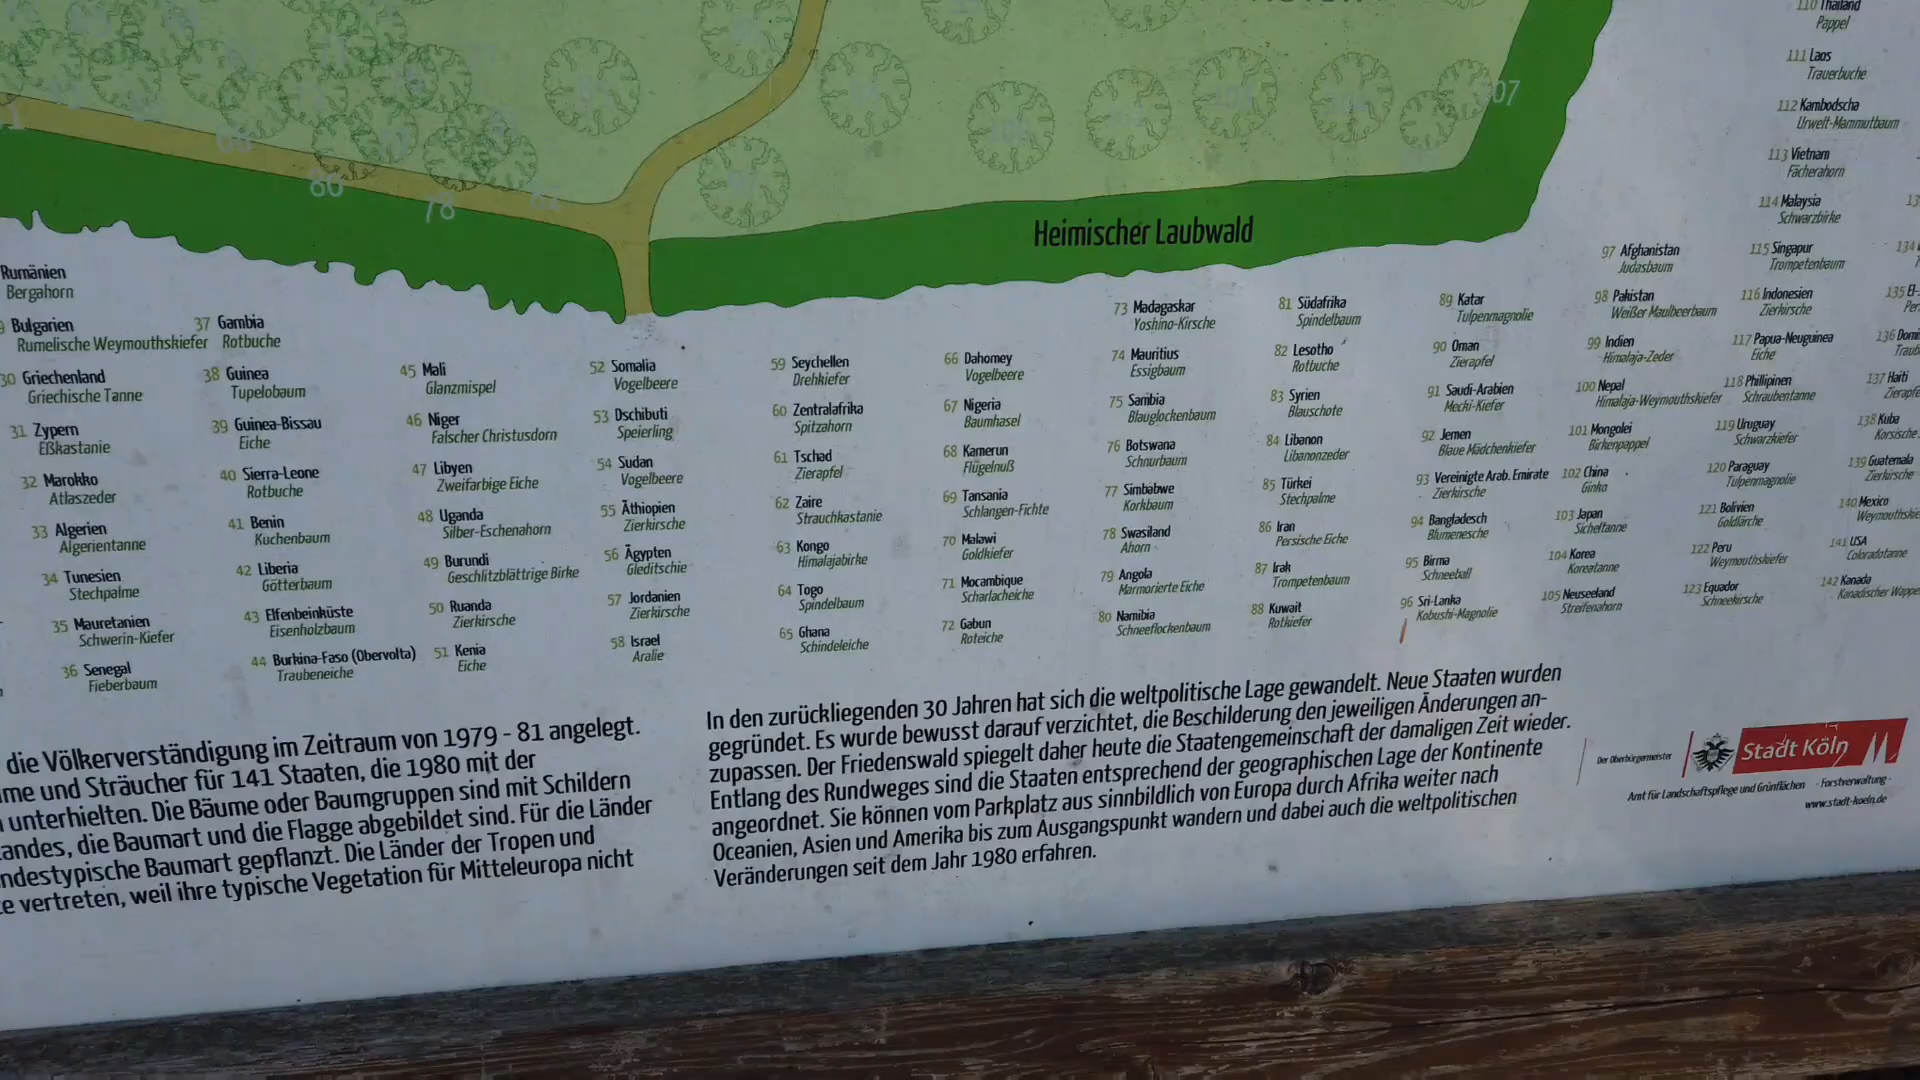 07
86
78
Heimischer Laubwald
Rumänien
Bergahorn
Bulgarien
Rumelische Weymouthskiefer
30 Griechenland
Griechische Tanne
31 Zypern
Eßkastanie
32 Marokko
Atlaszeder
33 Algerien
Algerientanne
34 Tunesien
Stechpalme
35 Mauretanien
Schwerin-Kiefer
36 Senegal
Fieberbaum
37 Gambia
Rotbuche
38 Guinea
Tupelobaum
39 Guinea-Bissau
Eiche
40 Sierra-Leone
Rotbuche
41 Benin
Kuchenbaum
42 Liberia
Götterbaum
43 Elfenbeinküste
Eisenholzbaum
44 Burkina-Faso (Obervolta)
Traubeneiche
45 Mali
Glanzmispel
46 Niger
Falscher Christusdorn
47 Libyen
Zweifarbige Eiche
48 Uganda
Silber-Eschenahorn
49 Burundi
Geschlitzblättrige Birke
50 Ruanda
Zierkirsche
51 Kenia
Eiche
52 Somalia
Vogelbeere
53 Dschibuti
Speierling
54 Sudan
Vogelbeere
55 Äthiopien
Zierkirsche
56 Ägypten
Gleditschie
57 Jordanien
Zierkirsche
58 Israel
Aralie
59 Seychellen
Drehkiefer
60 Zentralafrika
Spitzahorn
61 Tschad
Zierapfel
62 Zaire
Strauchkastanie
63 Kongo
Himalajabirke
64 Togo
Spindelbaum
65 Ghana
Schindeleiche
66 Dahomey
Vogelbeere
67 Nigeria
Baumhasel
68 Kamerun
Flügelnuß
69 Tansania
Schlangen-Fichte
70 Malawi
Goldkiefer
71 Mocambique
Scharlacheiche
72 Gabun
Roteiche
73 Madagaskar
Yoshino-Kirsche
74 Mauritius
Essigbaum
75 Sambia
Blauglockenbaum
76 Botswana
Schnurbaum
77 Simbabwe
Korkbaum
78 Swasiland
Ahorn
79 Angola
Marmorierte Eiche
80 Namibia
Schneeflockenbaum
81 Südafrika
Spindelbaum
82 Lesotho
Rotbuche
83 Syrien
Blauschote
84 Libanon
Libanonzeder
85 Türkei
Stechpalme
86 Iran
Persische Eiche
87 Irak
Trompetenbaum
88 Kuwait
Rotkiefer
89 Katar
Tulpenmagnolie
90 Oman
Zierapfel
91 Saudi-Arabien
Mecki-Kiefer
92 Jemen
Blaue Mädchenkiefer
93 Vereinigte Arab. Emirate
Zierkirsche
94 Bangladesch
Blumenesche
95 Birma
Schneeball
96 Sri-Lanka
Kobushi-Magnolie
97 Afghanistan
Judasbaum
98 Pakistan
Weißer Maulbeerbaum
99 Indien
Himalaja-Zeder
100 Nepal
Himalaja-Weymouthskiefer
101 Mongolei
Birkenpappel
102 China
Ginko
103 Japan
Sicheltanne
104 Korea
Koreatanne
105 Neuseeland
Streifenahorn
110 Thailand
Pappel
111 Laos
Trauerbuche
112 Kambodscha
Urwelt-Mammutbaum
113 Vietnam
Fächerahorn
114 Malaysia
Schwarzbirke
115 Singapur
Trompetenbaum
116 Indonesien
Zierkirsche
117 Papua-Neuguinea
Eiche
118 Phillipinen
Schraubentanne
119 Uruguay
Schwarzkiefer
120 Paraguay
Tulpenmagnolie
121 Bolivien
Goldlärche
122 Peru
Weymouthskiefer
123 Equador
Schneekirsche
134
135 El-
Per
136 Domi
Traub
137 Haiti
Zierapfe
138 Kuba
Korsische
139 Guatemala
Zierkirsche
140 Mexico
Weymouthskie
141 USA
Coloradotanne
142 Kanada
Kanadischer Wappe
die Völkerverständigung im Zeitraum von 1979 - 81 angelegt.
me und Sträucher für 141 Staaten, die 1980 mit der
unterhielten. Die Bäume oder Baumgruppen sind mit Schildern
andes, die Baumart und die Flagge abgebildet sind. Für die Länder
ndestypische Baumart gepflanzt. Die Länder der Tropen und
e vertreten, weil ihre typische Vegetation für Mitteleuropa nicht
In den zurückliegenden 30 Jahren hat sich die weltpolitische Lage gewandelt. Neue Staaten wurden
gegründet. Es wurde bewusst darauf verzichtet, die Beschilderung den jeweiligen Änderungen an-
zupassen. Der Friedenswald spiegelt daher heute die Staatengemeinschaft der damaligen Zeit wieder.
Entlang des Rundweges sind die Staaten entsprechend der geographischen Lage der Kontinente
angeordnet. Sie können vom Parkplatz aus sinnbildlich von Europa durch Afrika weiter nach
Oceanien, Asien und Amerika bis zum Ausgangspunkt wandern und dabei auch die weltpolitischen
Veränderungen seit dem Jahr 1980 erfahren.
Der Oberbürgermeister
Stadt Köln
Amt für Landschaftspflege und Grünflächen - Forstverwaltung -
www.stadt-koeln.de